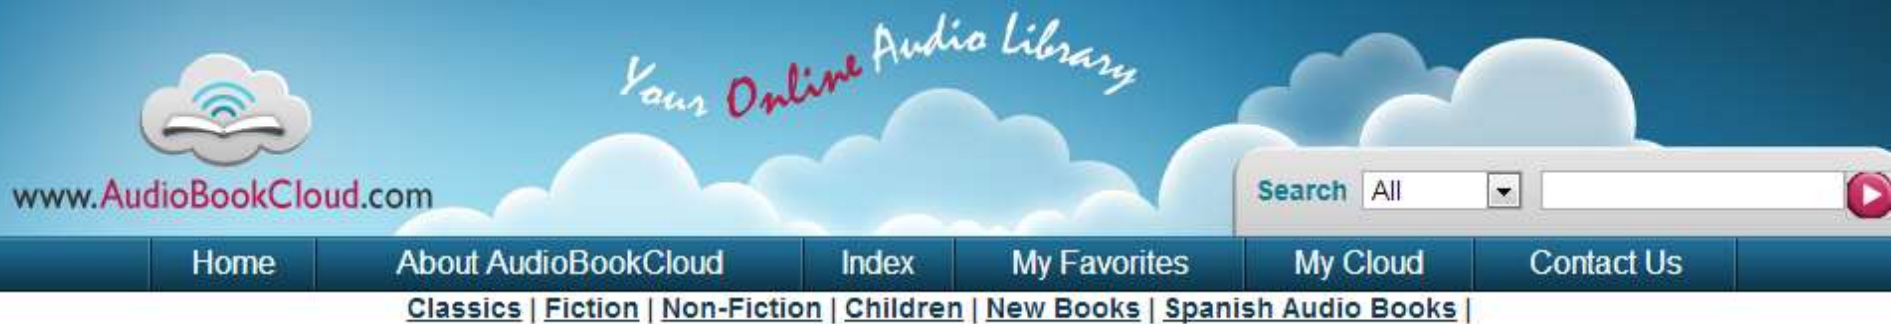 Your Online Audio Library
www.AudioBookCloud.com
Search All
Home About AudioBookCloud Index My Favorites My Cloud Contact Us
Classics | Fiction | Non-Fiction | Children | New Books | Spanish Audio Books |